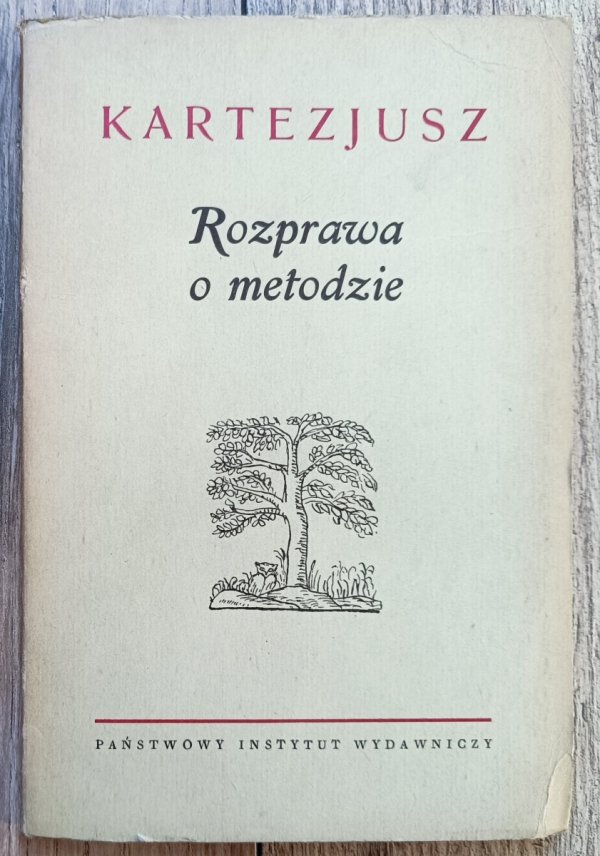 KARTEZJUSZ
Rozprawa
o metodzie
PAŃSTWOWY INSTYTUT WYDAWNICZY